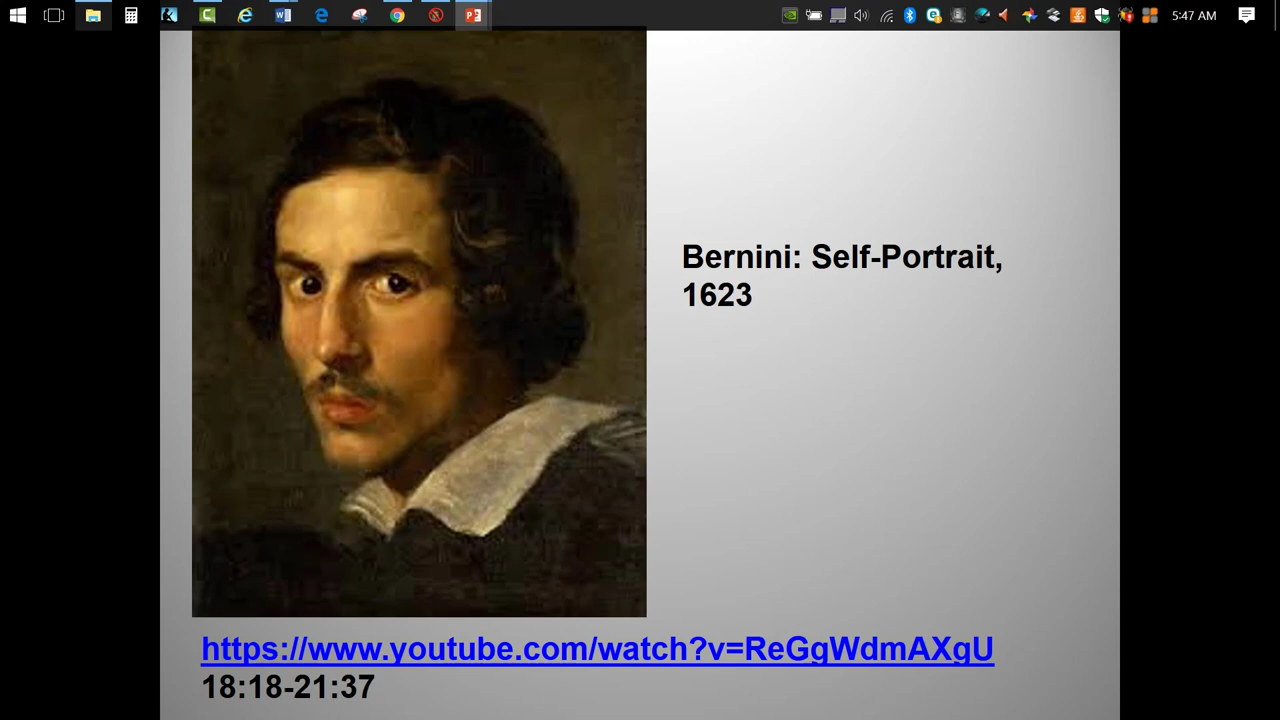 5:47 AM
Bernini: Self-Portrait,
1623
https://www.youtube.com/watch?v=ReGgWdmAXgU
18:18-21:37